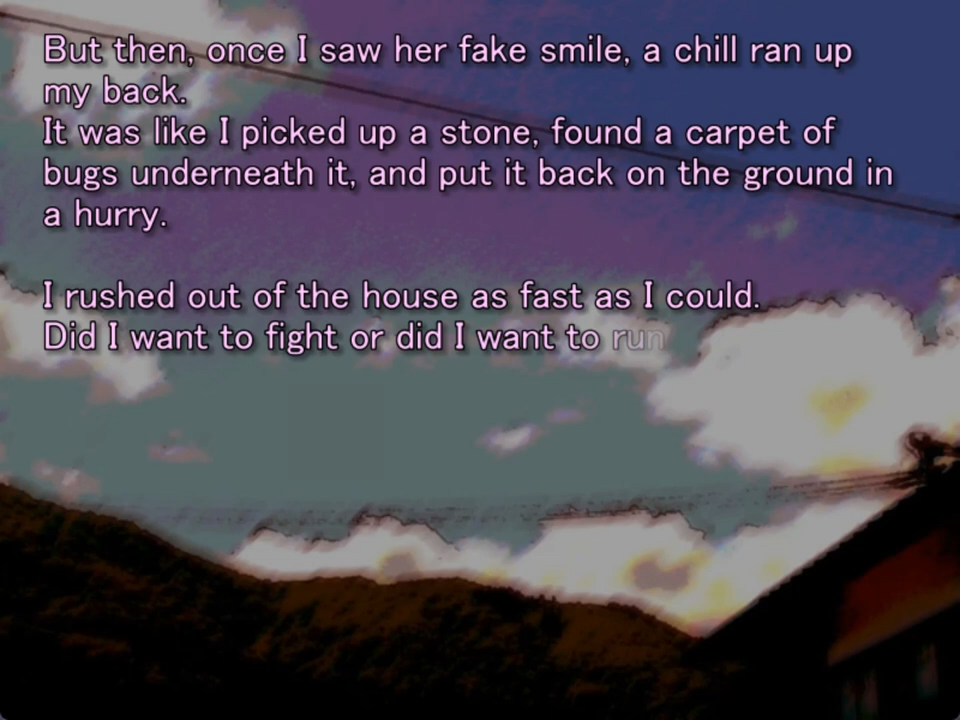 But then, once I saw her fake smile, a chill ran up
my back.
It was like I picked up a stone, found a carpet of
bugs underneath it, and put it back on the ground in
a hurry.
I rushed out of the house as fast as I could.
Did I want to fight or did I want to run